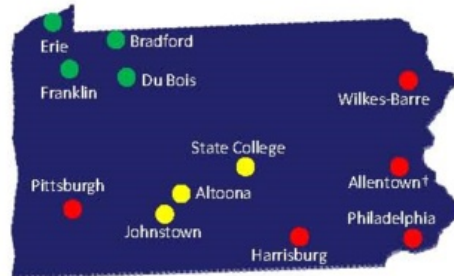 Erie
Bradford
Franklin
Du Bois
Wilkes-Barre
State College
Pittsburgh
Altoona
Allentown†
Johnstown
Philadelphia
Harrisburg